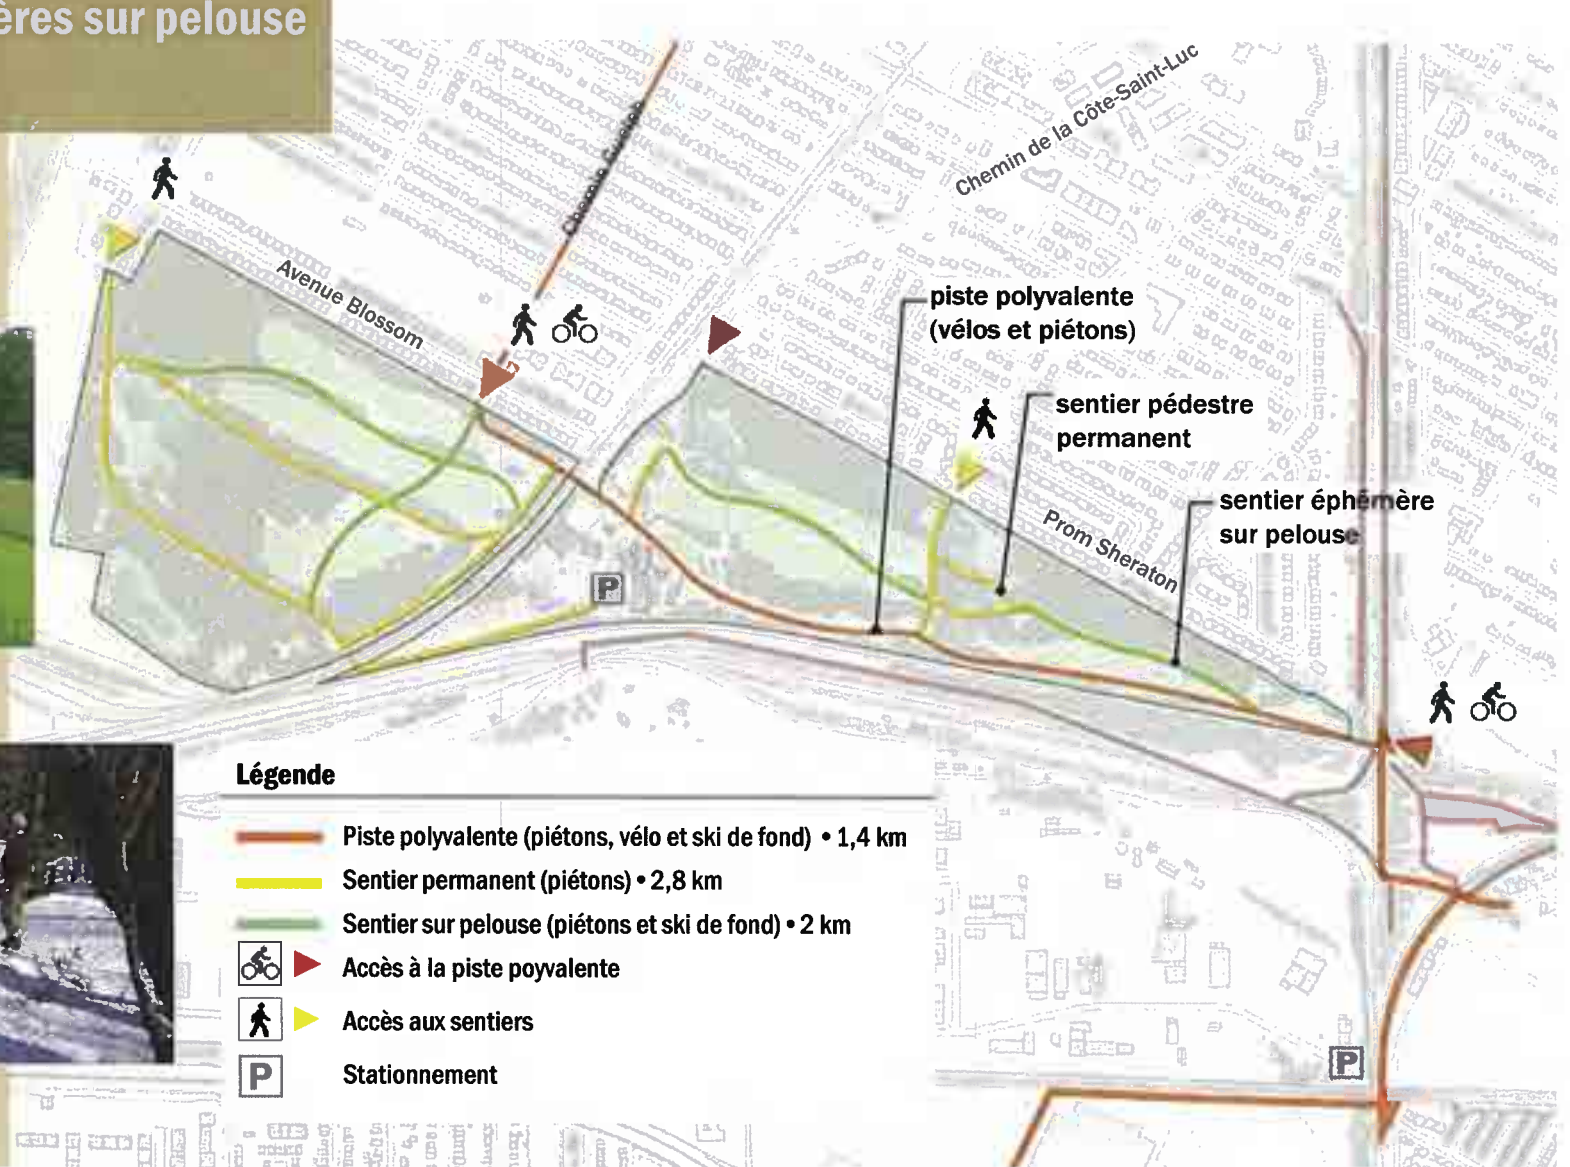 ères sur pelouse
Chemin de la Côte-Saint-Luc
Avenue Blossom
piste polyvalente
(vélos et piétons)
sentier pédestre
permanent
sentier éphémère
sur pelouse
Prom Sheraton
P
Légende
Piste polyvalente (piétons, vélo et ski de fond) • 1,4 km
Sentier permanent (piétons) • 2,8 km
Sentier sur pelouse (piétons et ski de fond) • 2 km
Accès à la piste poyvalente
Accès aux sentiers
P Stationnement
P